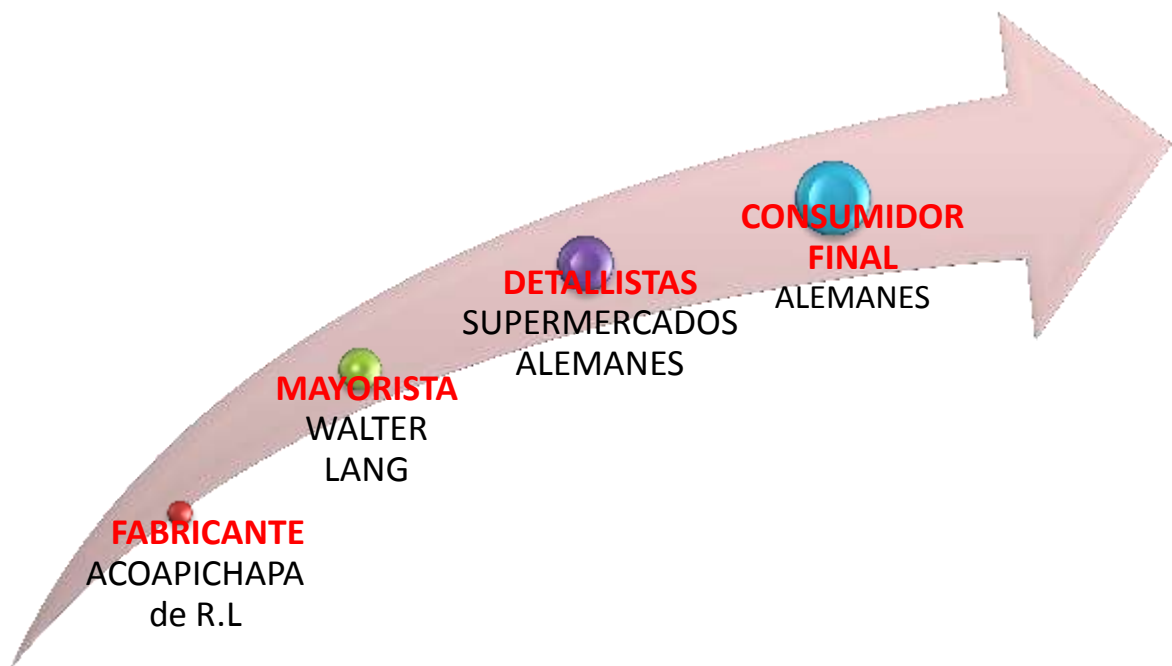 FABRICANTE
ACOAPICHAPA
de R.L
MAYORISTA
WALTER
LANG
DETALLISTAS
SUPERMERCADOS
ALEMANES
CONSUMIDOR
FINAL
ALEMANES